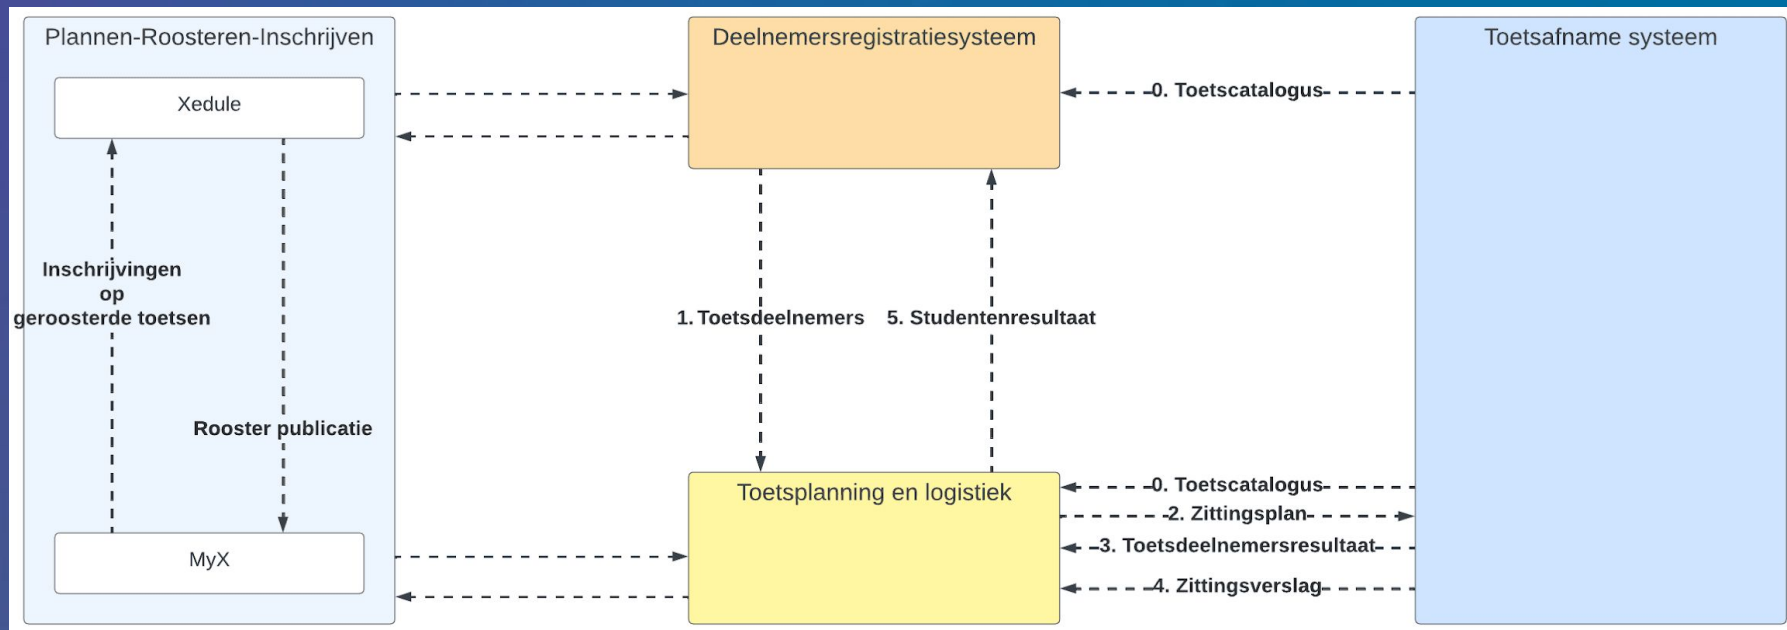 Plannen-Roosteren-Inschrijven
Xedule
Inschrijvingen
op
geroosterde toetsen
Rooster publicatie
MyX
Deelnemersregistratiesysteem
1. Toetsdeelnemers
5. Studentenresultaat
Toetsplanning en logistiek
Toetsafname systeem
0. Toetscatalogus
0. Toetscatalogus
2. Zittingsplan
3. Toetsdeelnemersresultaat
4. Zittingsverslag